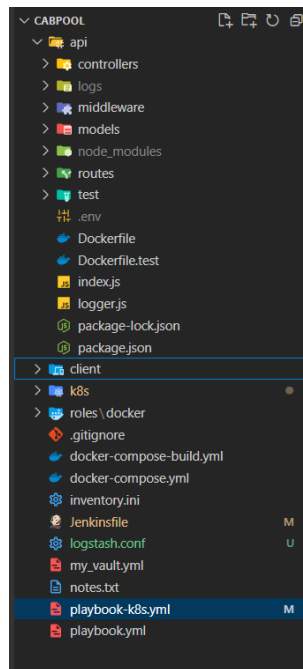 CABPOOL
api
controllers
logs
middleware
models
node_modules
routes
test
.env
Dockerfile
Dockerfile.test
index.js
logger.js
package-lock.json
package.json
client
k8s
roles\docker
.gitignore
docker-compose-build.yml
docker-compose.yml
inventory.ini
Jenkinsfile M
logstash.conf U
my_vault.yml
notes.txt
playbook-k8s.yml M
playbook.yml